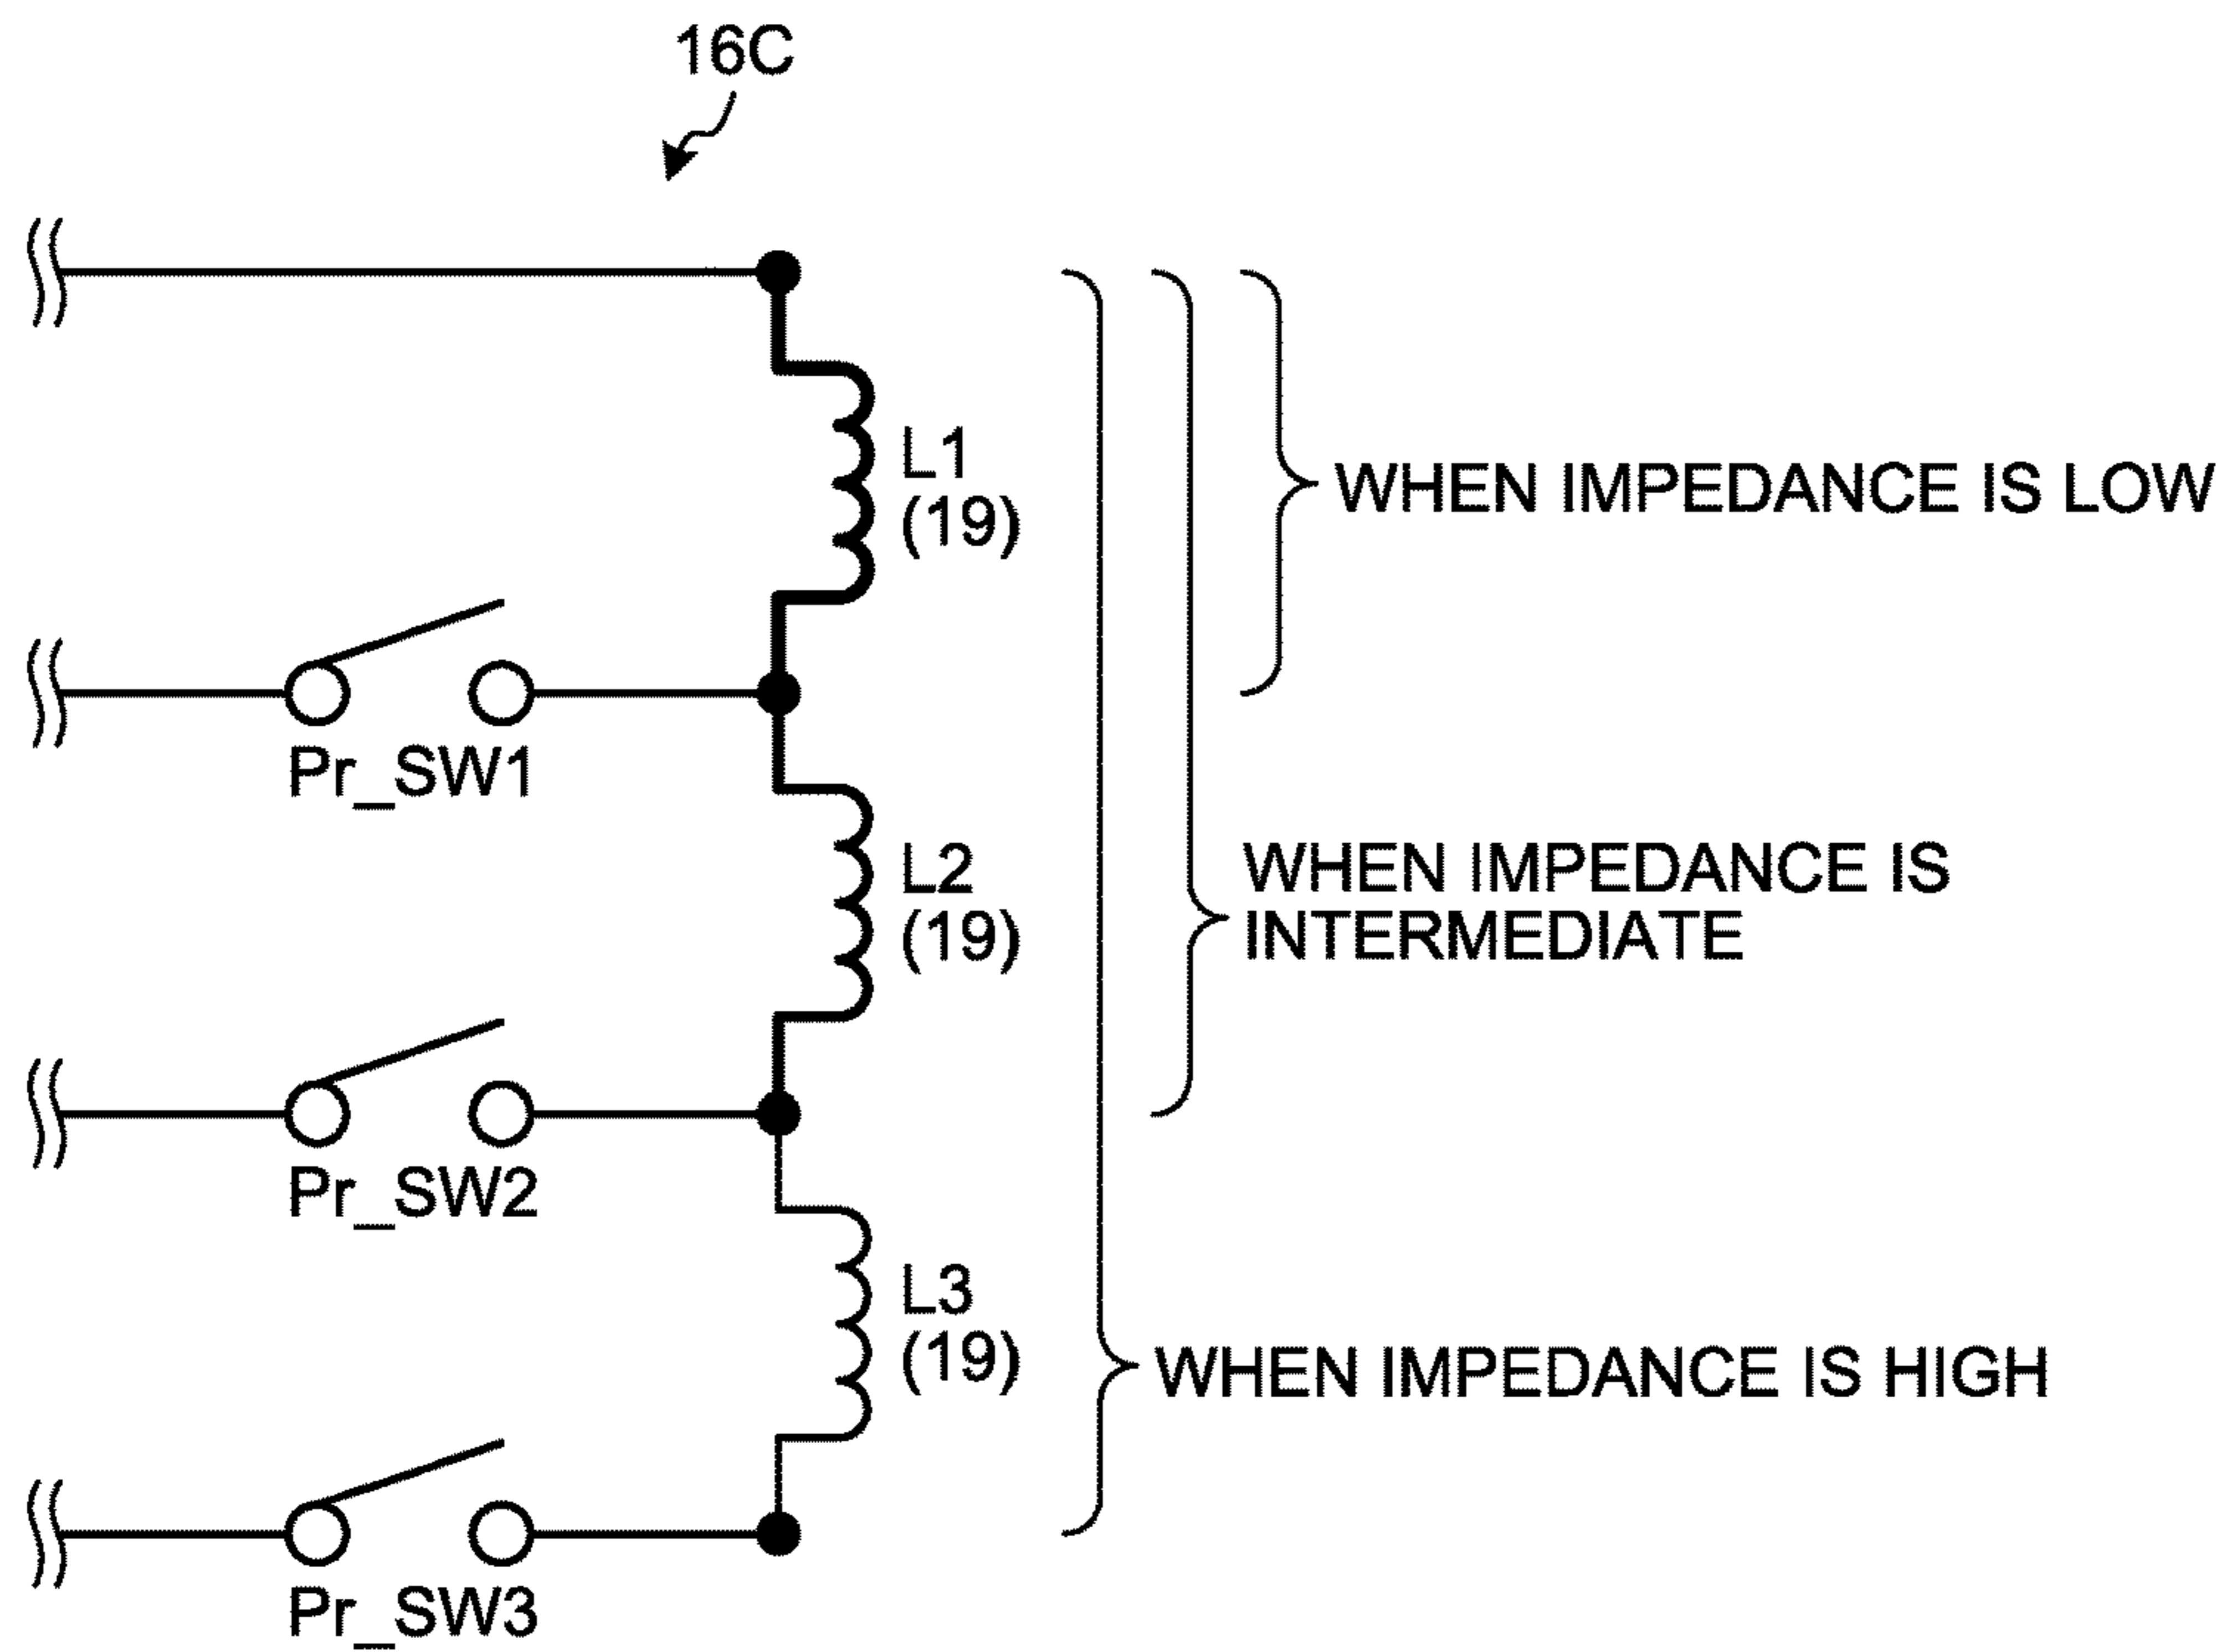 16C
L1
(19)
WHEN IMPEDANCE IS LOW
Pr_SW1
L2
(19)
WHEN IMPEDANCE IS
INTERMEDIATE
Pr_SW2
L3
(19)
WHEN IMPEDANCE IS HIGH
Pr_SW3